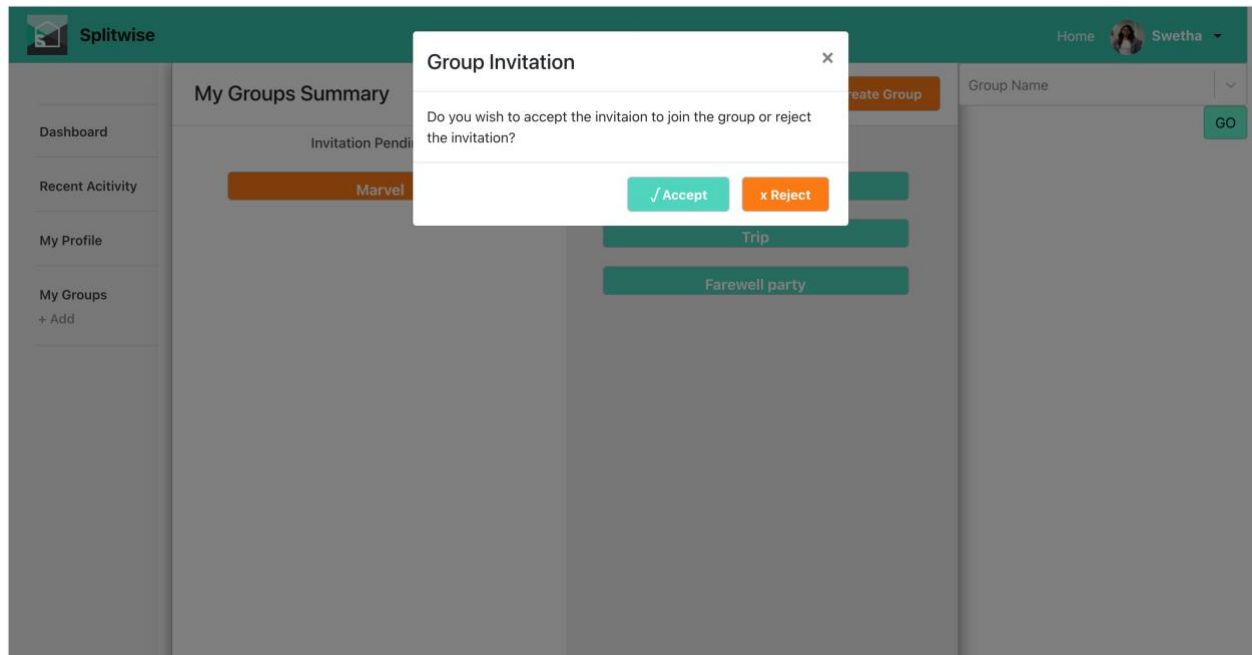 Splitwise
Home
Swetha
Group Invitation
×
Do you wish to accept the invitaion to join the group or reject
the invitation?
√ Accept
x Reject
My Groups Summary
Group
Group Name
GO
Dashboard
Recent Acitivity
My Profile
My Groups
+ Add
Invitation
Marvel
Trip
Farewell party